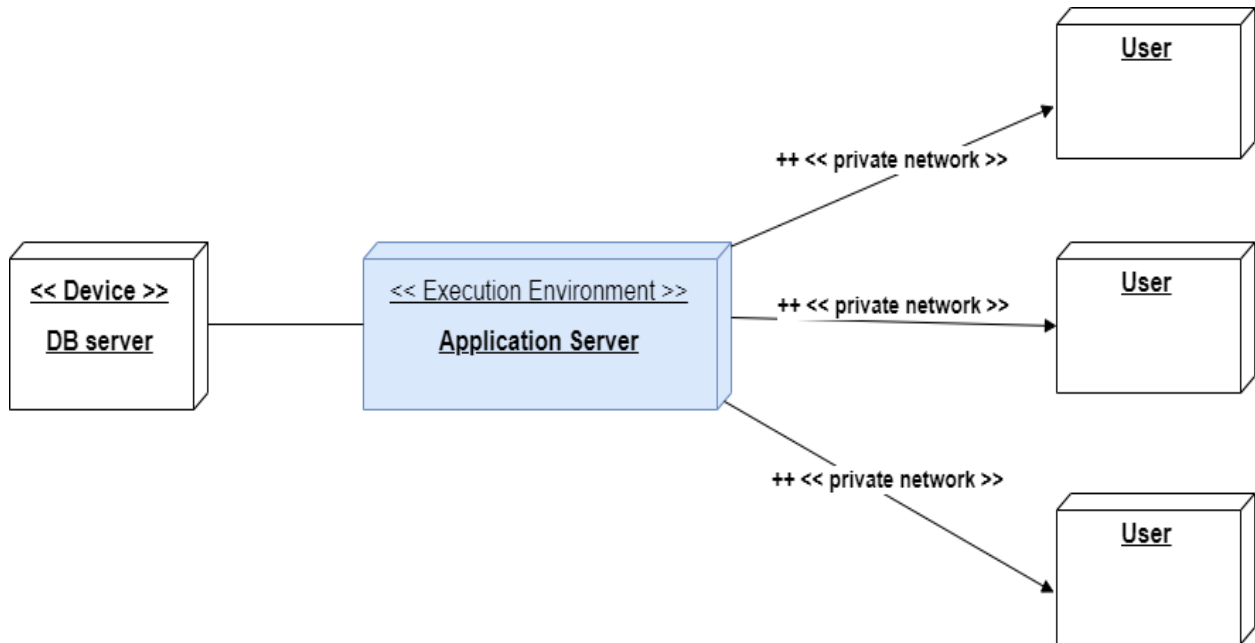 User
++ << private network >>
<< Device >>
DB server
<< Execution Environment >>
Application Server
++ << private network >>
User
++ << private network >>
User